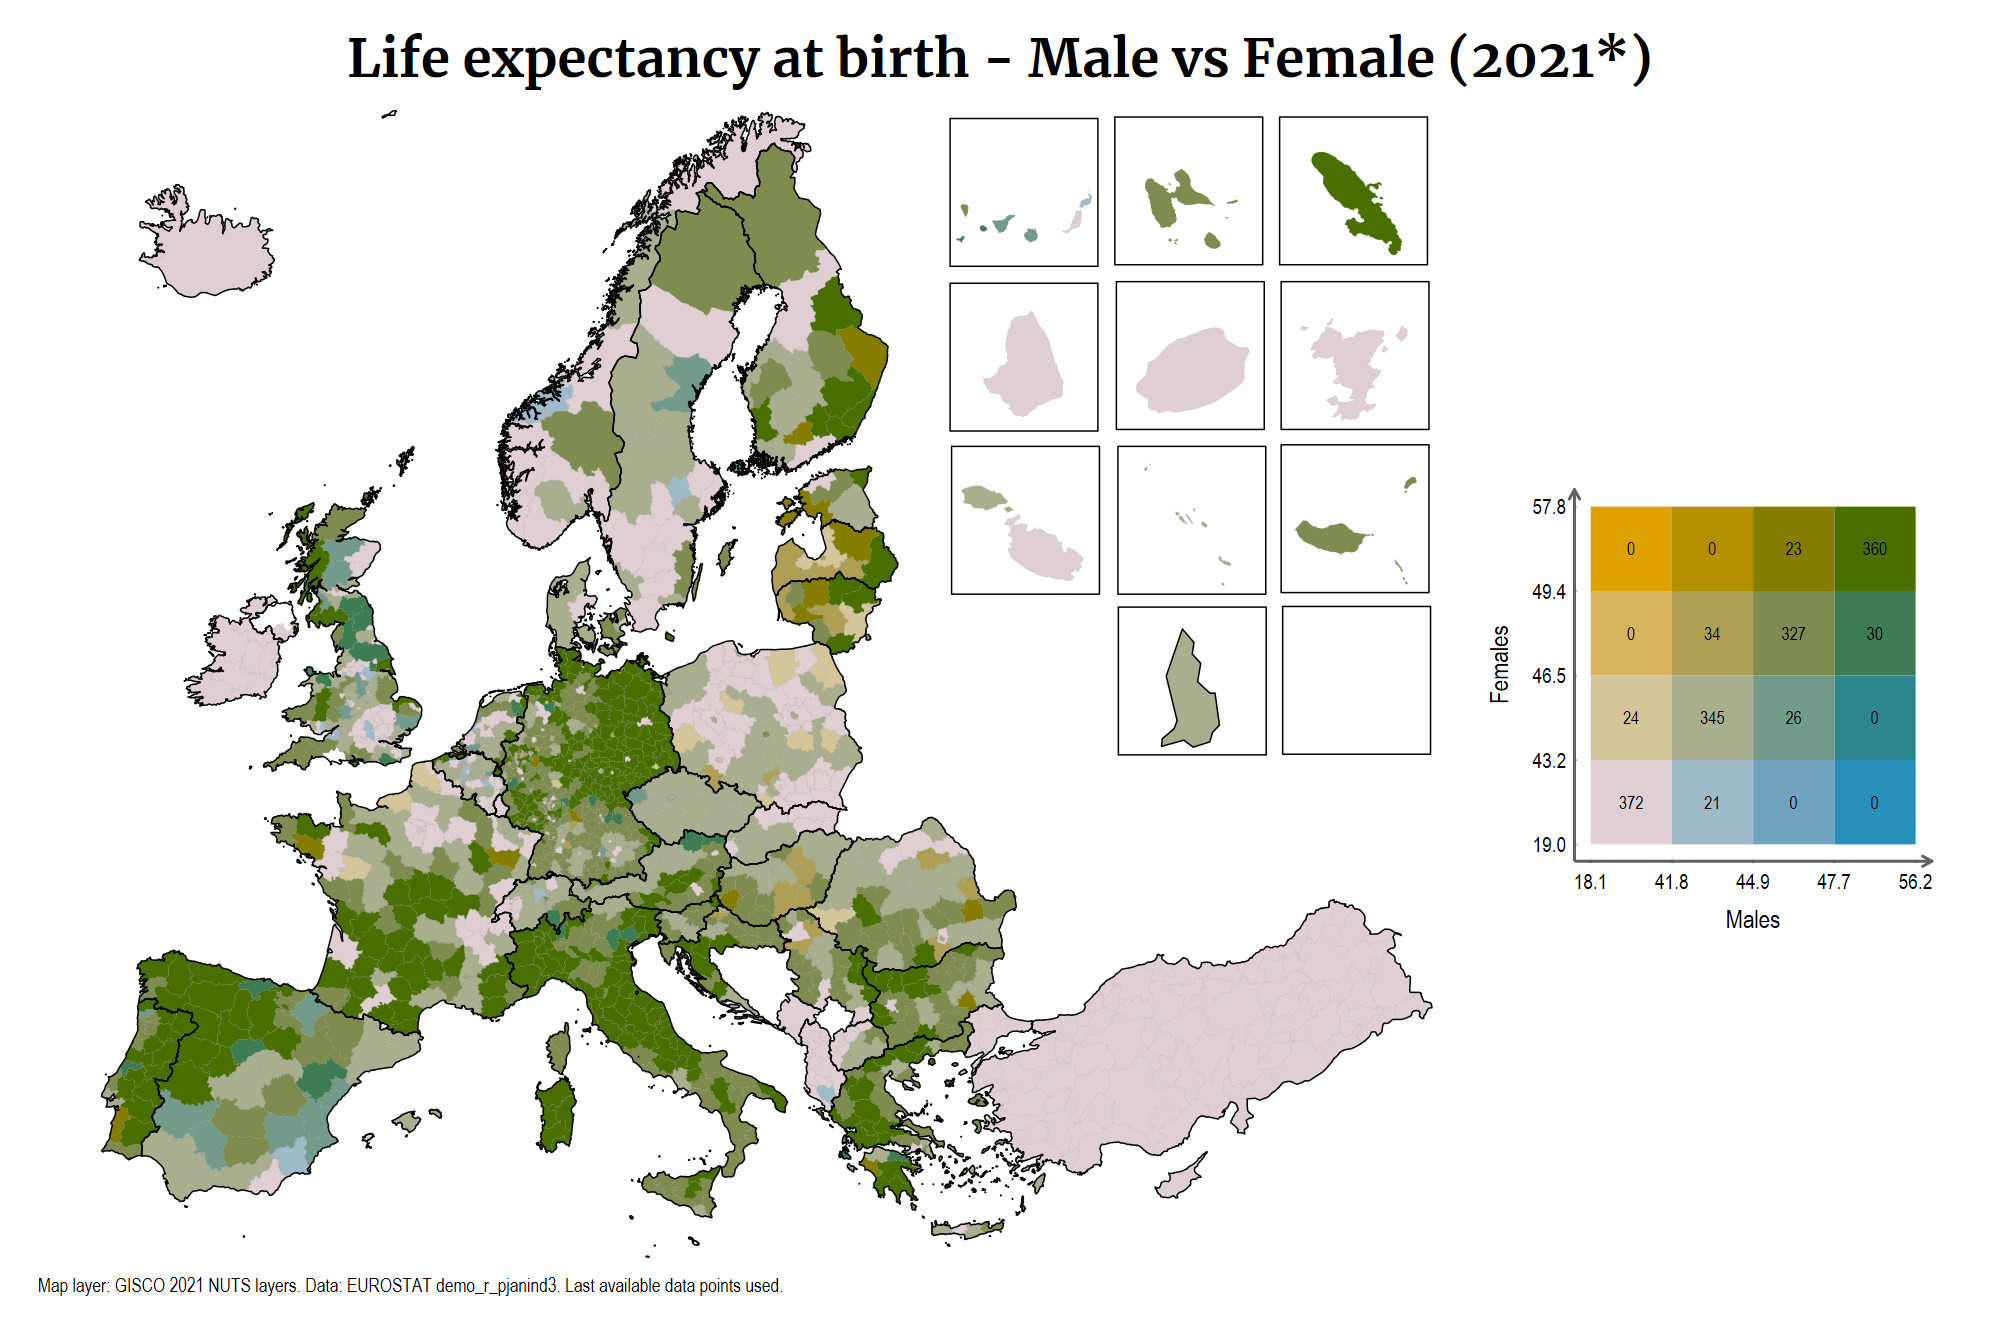 Life expectancy at birth - Male vs Female (2021*)
57.8
0 0 23 360
49.4
0 34 327 30
46.5
24 345 26 0
43.2
372 21 0 0
19.0
18.1 41.8 44.9 47.7 56.2
Females
Males
Map layer: GISCO 2021 NUTS layers. Data: EUROSTAT demo_r_pjanind3. Last available data points used.